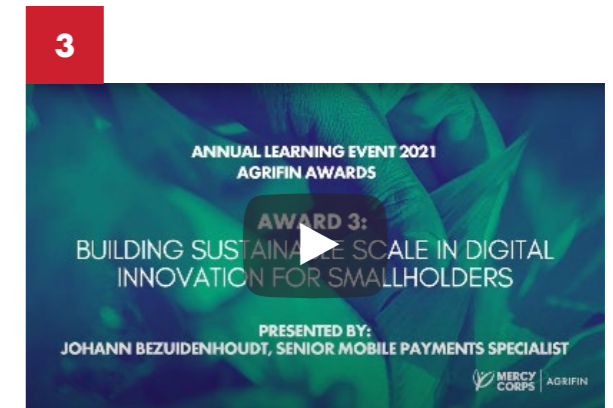 3
ANNUAL LEARNING EVENT 2021
AGRIFIN AWARDS
AWARD 3:
BUILDING SUSTAINABLE SCALE IN DIGITAL
INNOVATION FOR SMALLHOLDERS
PRESENTED BY:
JOHANN BEZUIDENHOUDT, SENIOR MOBILE PAYMENTS SPECIALIST
MERCY
CORPS
AGRIFIN